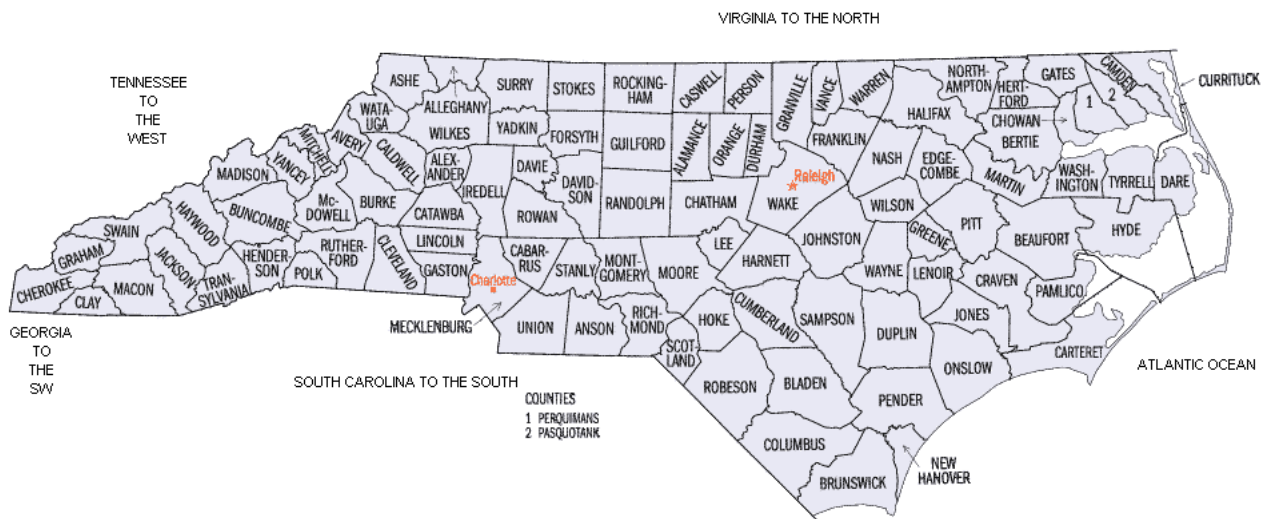 VIRGINIA TO THE NORTH
TENNESSEE
TO
THE
WEST
ASHE
ALLEGHANY
SURRY
STOKES
ROCKING-
HAM
CASWELL
PERSON
GRANVILLE
VANCE
WARREN
NORTH-
AMPTON
HERT-
FORD
GATES
CAMDEN
CURRITUCK
WATA-
UGA
WILKES
YADKIN
FORSYTH
GUILFORD
ALAMANCE
ORANGE
DURHAM
FRANKLIN
HALIFAX
CHOWAN
BERTIE
1
2
MITCHELL
AVERY
YANCEY
MADISON
CALDWELL
ALEX-
ANDER
IREDELL
DAVIE
DAVID-
SON
RANDOLPH
CHATHAM
Raleigh
WAKE
NASH
EDGE-
COMBE
MARTIN
WASH-
INGTON
TYRRELL
DARE
HAYWOOD
BUNCOMBE
Mc-
DOWELL
BURKE
CATAWBA
ROWAN
WILSON
PITT
BEAUFORT
HYDE
SWAIN
GRAHAM
CHEROKEE
CLAY
MACON
JACKSON
TRAN-
SYLVANIA
HENDER-
SON
POLK
RUTHER-
FORD
CLEVELAND
LINCOLN
GASTON
Charlotte
CABAR-
RUS
STANLY
MONT-
GOMERY
MOORE
LEE
HARNETT
JOHNSTON
WAYNE
GREENE
LENOIR
CRAVEN
PAMLICO
MECKLENBURG
UNION
ANSON
RICH-
MOND
SCOT-
LAND
HOKE
CUMBERLAND
SAMPSON
DUPLIN
JONES
ONSLOW
CARTERET
GEORGIA
TO
THE
SW
ATLANTIC OCEAN
SOUTH CAROLINA TO THE SOUTH
ROBESON
BLADEN
PENDER
COLUMBUS
BRUNSWICK
NEW
HANOVER
COUNTIES
1 PERQUIMANS
2 PASQUOTANK